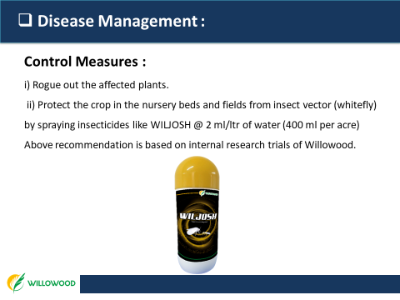 ❑ Disease Management :
Control Measures :
i) Rogue out the affected plants.
ii) Protect the crop in the nursery beds and fields from insect vector (whitefly)
by spraying insecticides like WILJOSH @ 2 ml/ltr of water (400 ml per acre)
Above recommendation is based on internal research trials of Willowood.
WILJOSH
WILLOWOOD